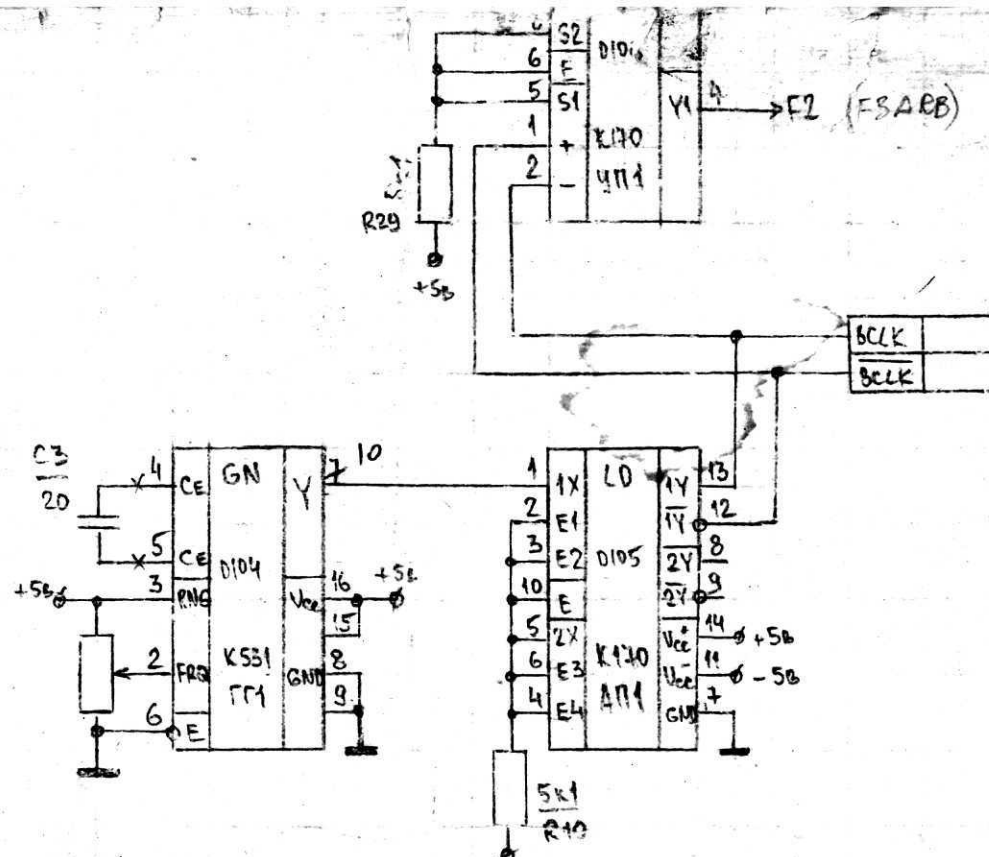 S2
6 E
5 S1 Y1 4 F2
1 + К170
2 − УП1
R29
+5в
BCLK
BCLK
C3
20
4 CE GN Y 7 10
5 CE D104
+5в 3 RNG Vcc 16 +5в
15
2 FRQ К531 GND 8
ГГ1 9
6 E
1 1X LD 1Y 13
2 E1 1Y 12
3 E2 D105 2Y 8
10 E 2Y 9
5 2X Vcc+ 14 +5в
6 E3 К170 Vcc- 11 -5в
4 E4 АП1 GND 7
5к1
R10